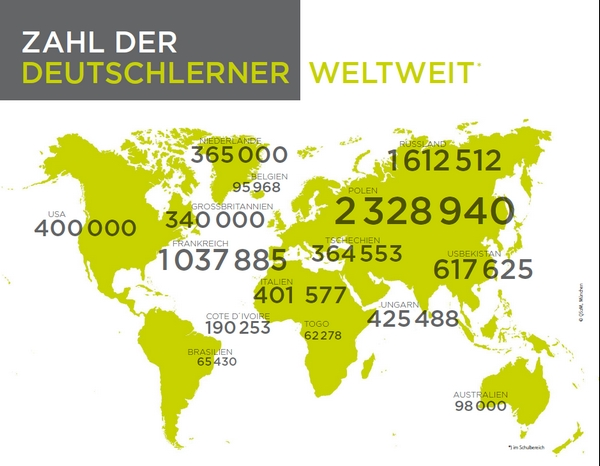 ZAHL DER
DEUTSCHLERNER WELTWEIT*
NIEDERLANDE
365 000
BELGIEN
95 968
RUSSLAND
1 612 512
POLEN
2 328 940
USA
400 000
GROSSBRITANNIEN
340 000
FRANKREICH
1 037 885
TSCHECHIEN
364 553
USBEKISTAN
617 625
ITALIEN
401 577
UNGARN
425 488
COTE D´IVOIRE
190 253
TOGO
62 278
BRASILIEN
65 430
AUSTRALIEN
98 000
*) im Schulbereich